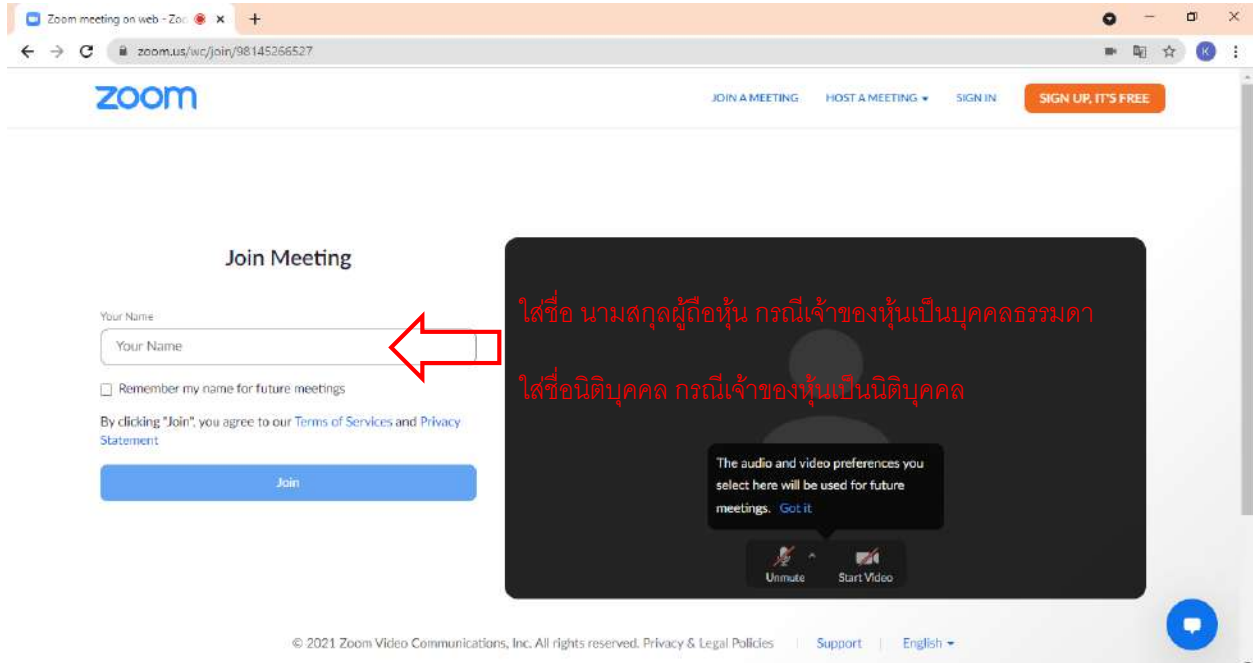 Zoom meeting on web - Zoo
zoom.us/wc/join/98145266527
K
zoom
JOIN A MEETING
HOST A MEETING
SIGN IN
SIGN UP, IT'S FREE
Join Meeting
Your Name
Your Name
Remember my name for future meetings
By clicking "Join", you agree to our Terms of Services and Privacy
Statement
Join
ใส่ชื่อ นามสกุลผู้ถือหุ้น กรณีเจ้าของหุ้นเป็นบุคคลธรรมดา
ใส่ชื่อนิติบุคคล กรณีเจ้าของหุ้นเป็นนิติบุคคล
The audio and video preferences you
select here will be used for future
meetings. Got it
Unmute
Start Video
© 2021 Zoom Video Communications, Inc. All rights reserved. Privacy & Legal Policies
Support
English